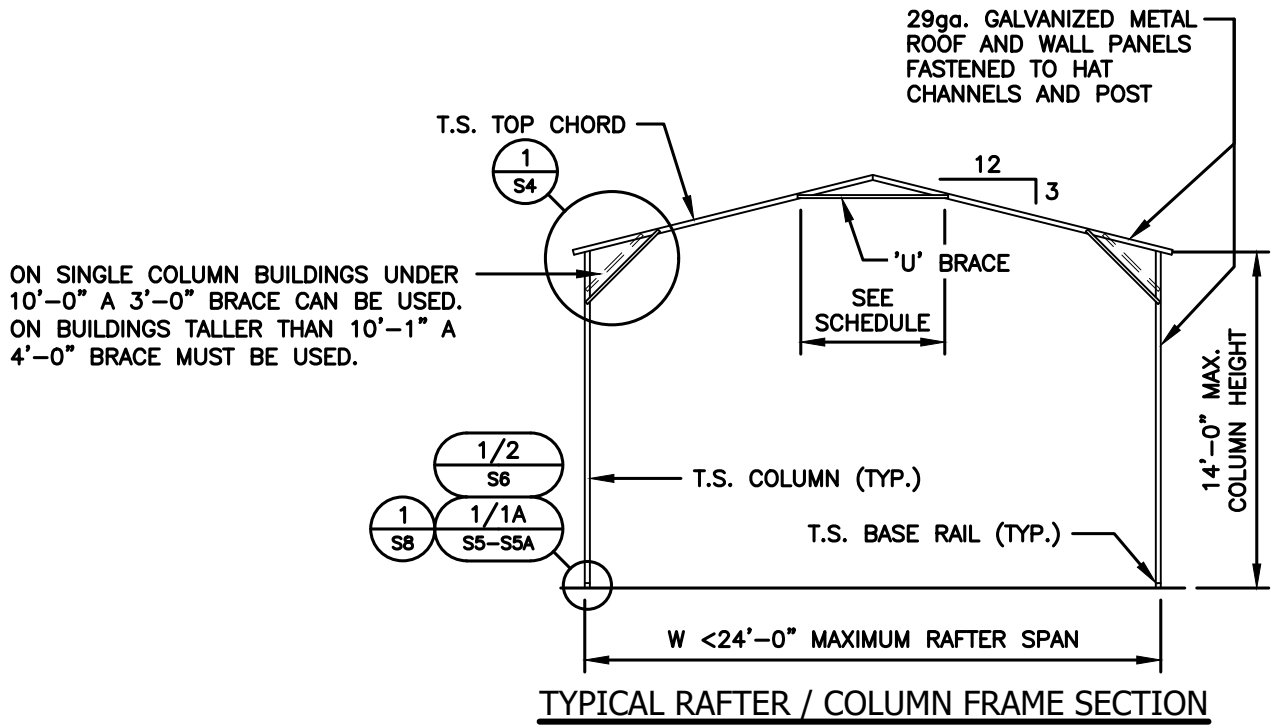 29ga. GALVANIZED METAL
ROOF AND WALL PANELS
FASTENED TO HAT
CHANNELS AND POST
T.S. TOP CHORD
1
S4
12
3
ON SINGLE COLUMN BUILDINGS UNDER
10'-0" A 3'-0" BRACE CAN BE USED.
ON BUILDINGS TALLER THAN 10'-1" A
4'-0" BRACE MUST BE USED.
'U' BRACE
SEE
SCHEDULE
14'-0" MAX.
COLUMN HEIGHT
1/2
S6
1
S8
1/1A
S5-S5A
T.S. COLUMN (TYP.)
T.S. BASE RAIL (TYP.)
W <24'-0" MAXIMUM RAFTER SPAN
TYPICAL RAFTER / COLUMN FRAME SECTION